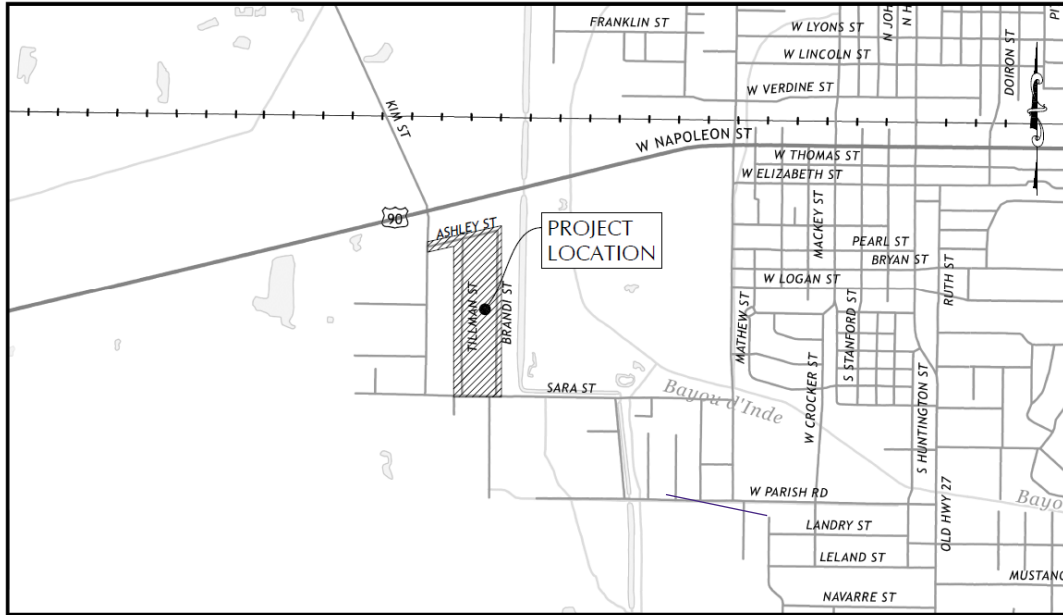 FRANKLIN ST
W LYONS ST
N JOH
N H
DOIRON ST
W LINCOLN ST
W VERDINE ST
KIM ST
W NAPOLEON ST
W THOMAS ST
W ELIZABETH ST
90
ASHLEY ST
PROJECT
LOCATION
MACKEY ST
PEARL ST
BRYAN ST
W LOGAN ST
RUTH ST
TILLMAN ST
BRANDI ST
MATHEW ST
S STANFORD ST
SARA ST
Bayou d'Inde
W CROCKER ST
S HUNTINGTON ST
W PARISH RD
OLD HWY 27
Bayo
LANDRY ST
LELAND ST
MUSTANG
NAVARRE ST